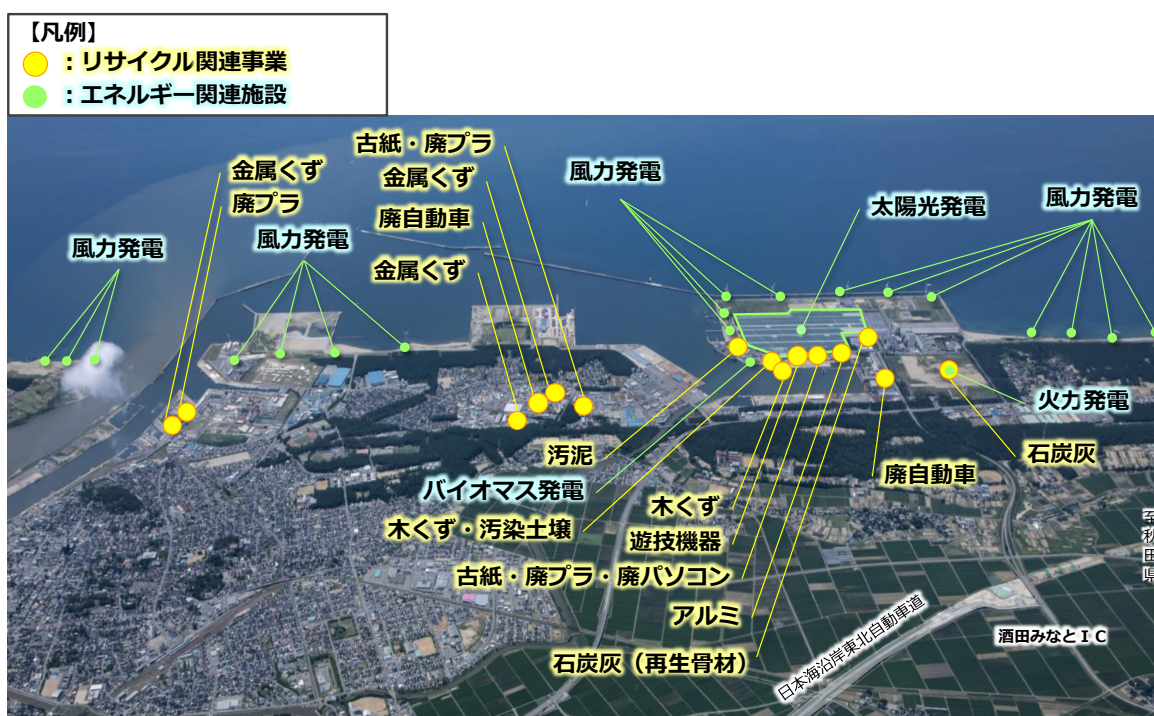 【凡例】
：リサイクル関連事業
：エネルギー関連施設
古紙・廃プラ
金属くず
廃自動車
金属くず
金属くず
廃プラ
風力発電
風力発電
風力発電
太陽光発電
風力発電
火力発電
石炭灰
廃自動車
汚泥
バイオマス発電
木くず・汚染土壌
木くず
遊技機器
古紙・廃プラ・廃パソコン
アルミ
石炭灰（再生骨材）
日本海沿岸東北自動車道
酒田みなとＩＣ
至秋田県